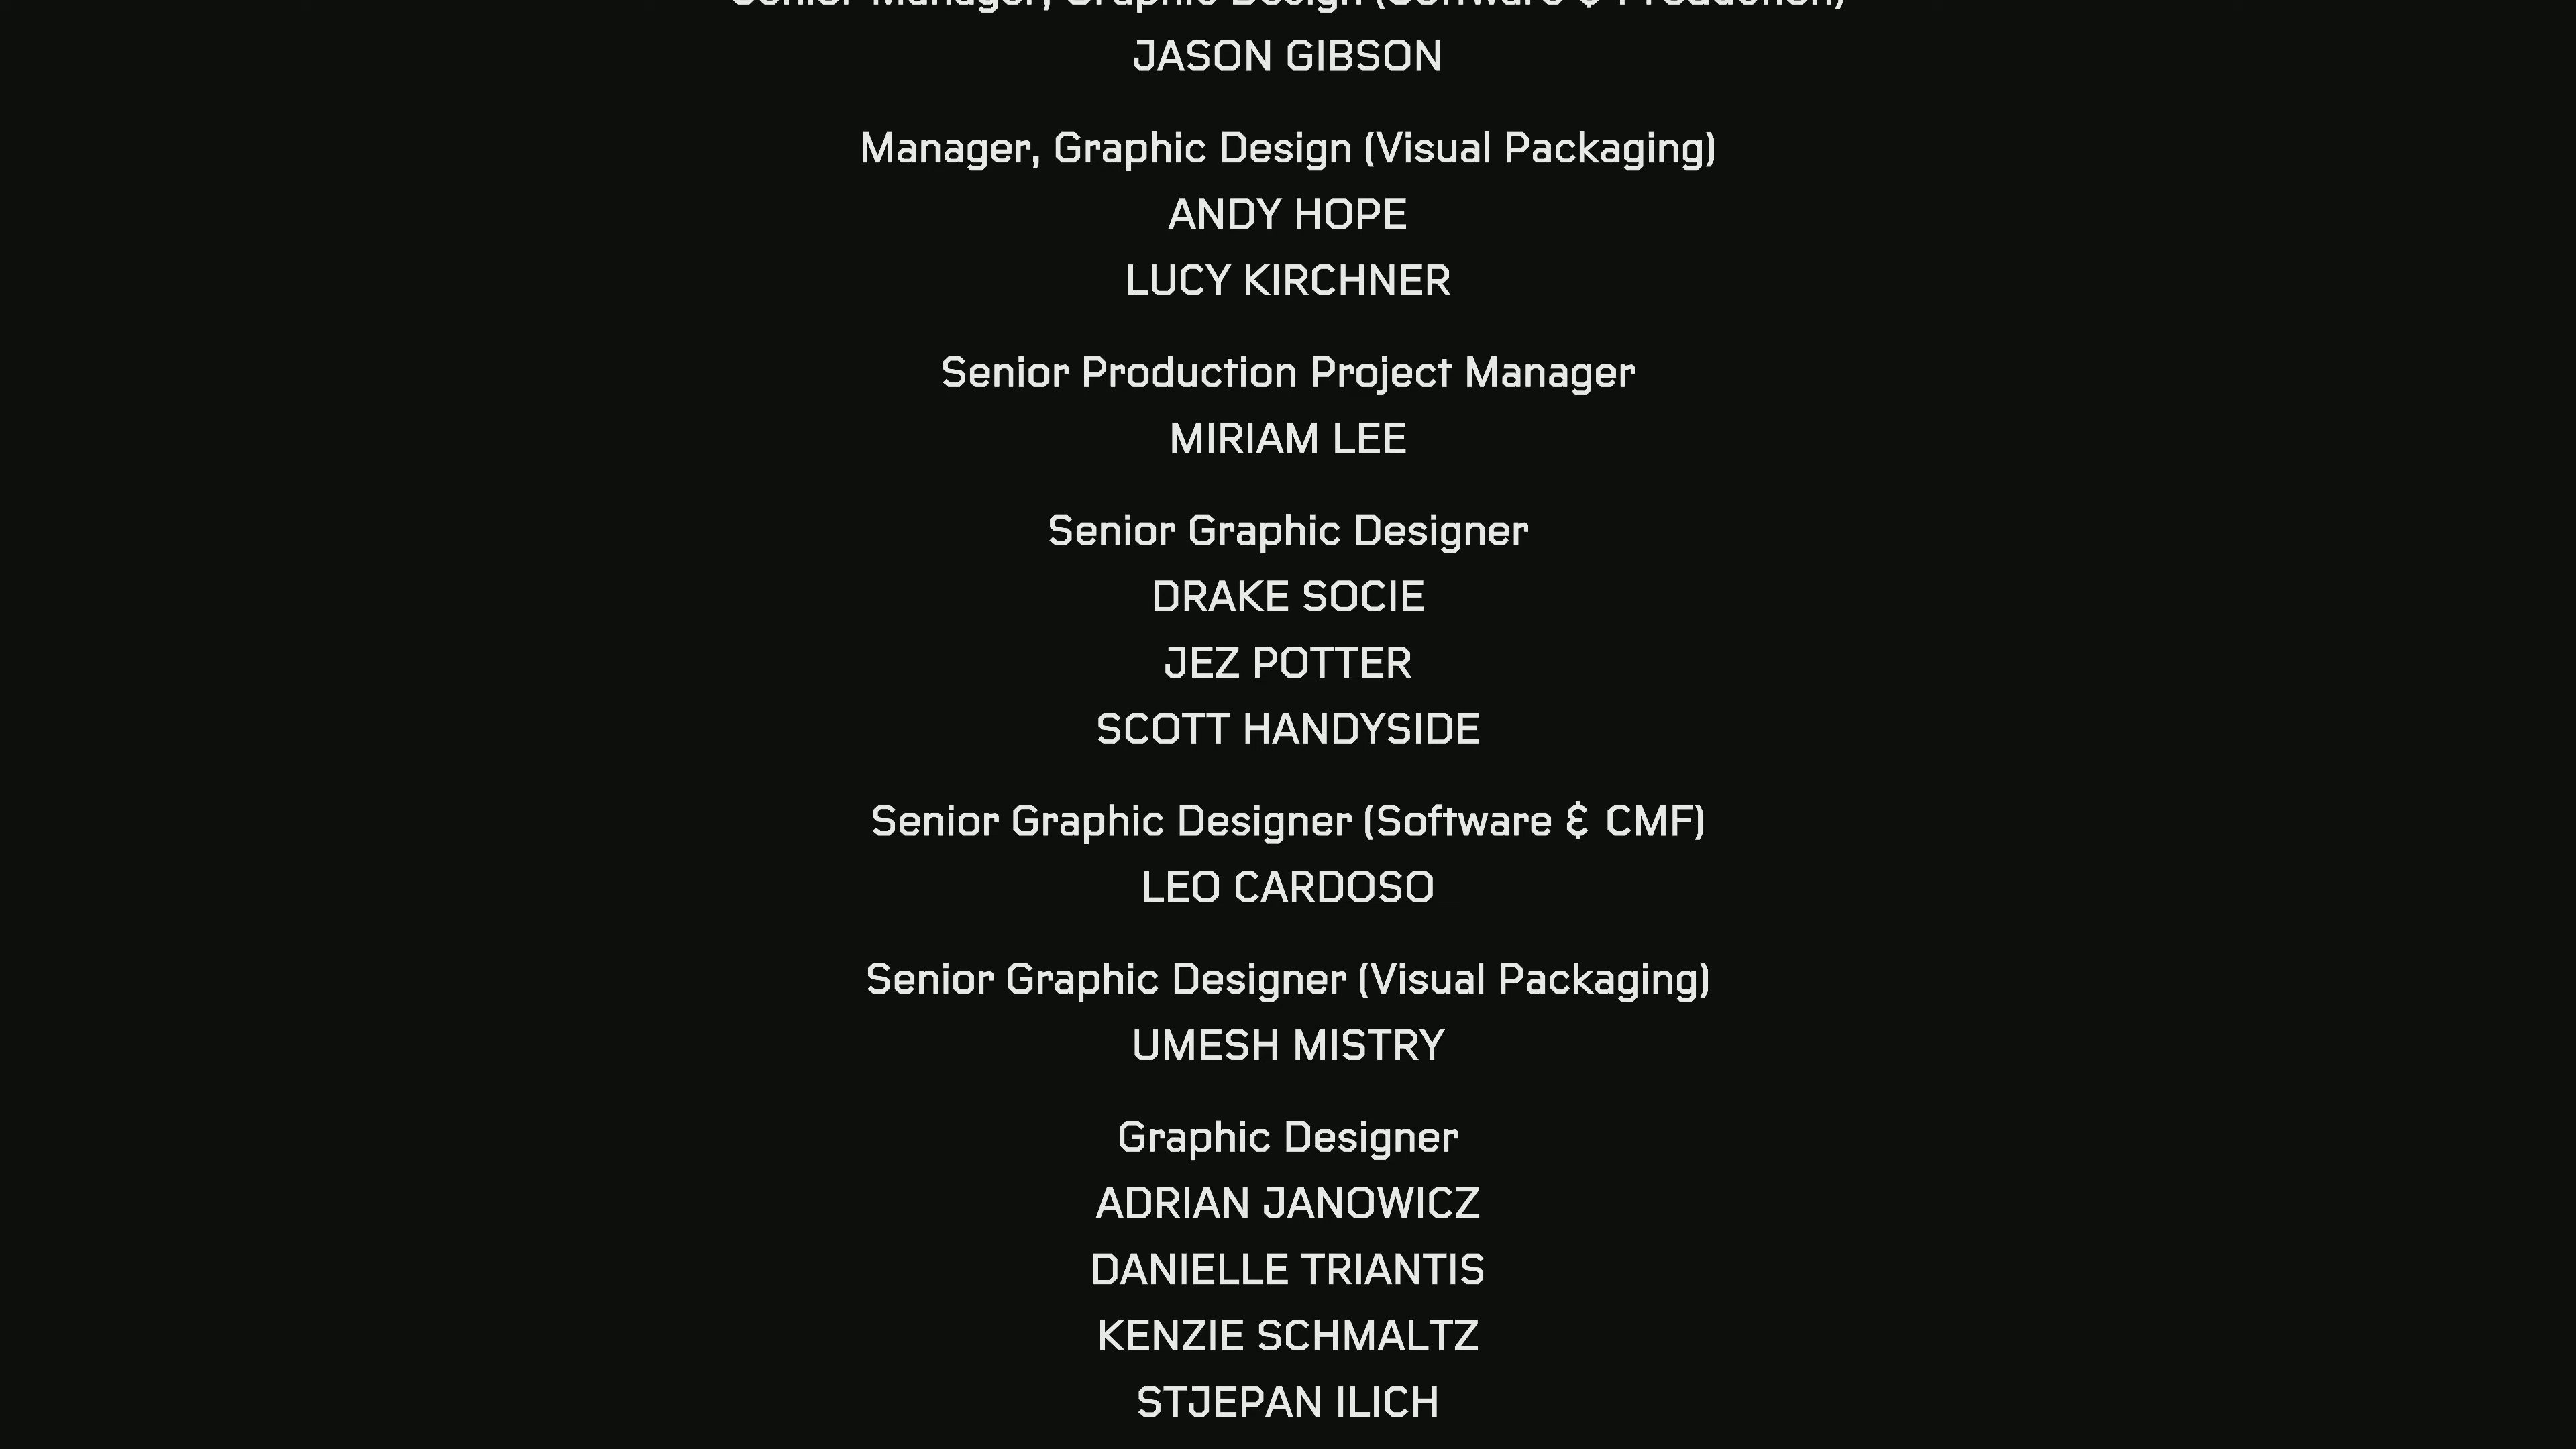 Senior Manager, Graphic Design (Software & Production)
JASON GIBSON
Manager, Graphic Design (Visual Packaging)
ANDY HOPE
LUCY KIRCHNER
Senior Production Project Manager
MIRIAM LEE
Senior Graphic Designer
DRAKE SOCIE
JEZ POTTER
SCOTT HANDYSIDE
Senior Graphic Designer (Software & CMF)
LEO CARDOSO
Senior Graphic Designer (Visual Packaging)
UMESH MISTRY
Graphic Designer
ADRIAN JANOWICZ
DANIELLE TRIANTIS
KENZIE SCHMALTZ
STJEPAN ILICH